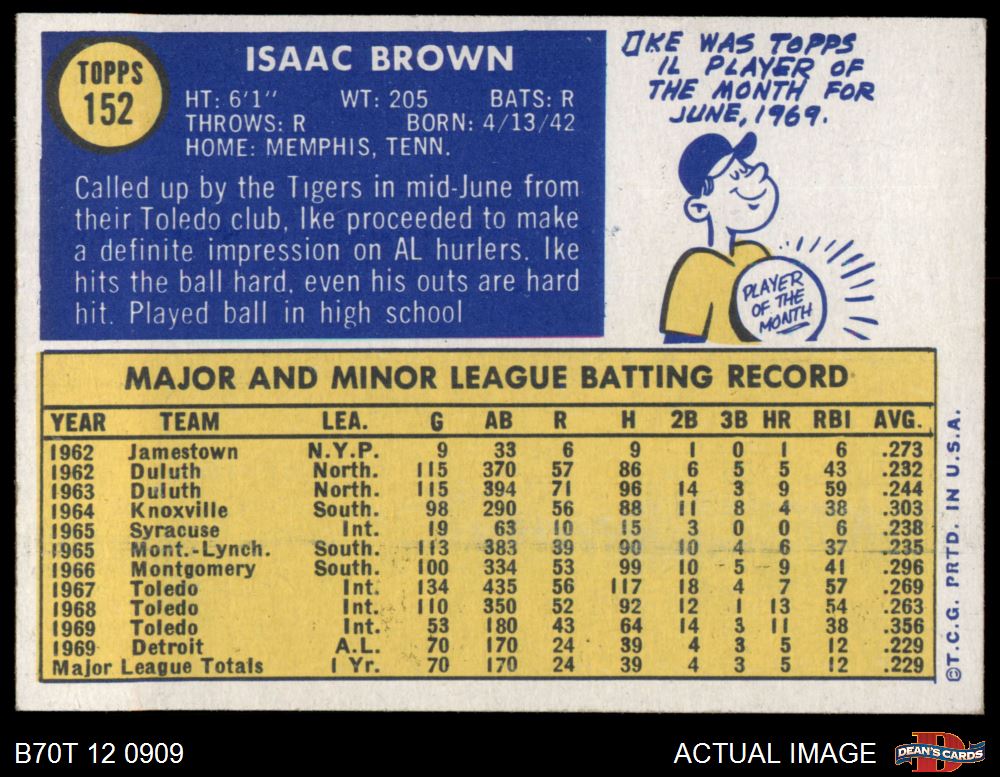 TOPPS
152
ISAAC BROWN
HT: 6'1" WT: 205 BATS: R
THROWS: R BORN: 4/13/42
HOME: MEMPHIS, TENN.
Called up by the Tigers in mid-June from
their Toledo club, Ike proceeded to make
a definite impression on AL hurlers. Ike
hits the ball hard, even his outs are hard
hit. Played ball in high school
IKE WAS TOPPS
IL PLAYER OF
THE MONTH FOR
JUNE, 1969.
PLAYER
OF THE
MONTH
MAJOR AND MINOR LEAGUE BATTING RECORD
YEAR TEAM LEA. G AB R H 2B 3B HR RBI AVG.
1962 Jamestown N.Y.P. 9 33 6 9 1 0 1 6 .273
1962 Duluth North. 115 370 57 86 6 5 5 43 .232
1963 Duluth North. 115 394 71 96 14 3 9 59 .244
1964 Knoxville South. 98 290 56 88 11 8 4 38 .303
1965 Syracuse Int. 19 63 10 15 3 0 0 6 .238
1965 Mont.-Lynch. South. 113 383 39 90 10 4 6 37 .235
1966 Montgomery South. 100 334 53 99 10 5 9 41 .296
1967 Toledo Int. 134 435 56 117 18 4 7 57 .269
1968 Toledo Int. 110 350 52 92 12 1 13 54 .263
1969 Toledo Int. 53 180 43 64 14 3 11 38 .356
1969 Detroit A.L. 70 170 24 39 4 3 5 12 .229
Major League Totals 1 Yr. 70 170 24 39 4 3 5 12 .229
©T.C.G. PRTD. IN U.S.A.
B70T 12 0909
ACTUAL IMAGE
D
DEAN'S CARDS